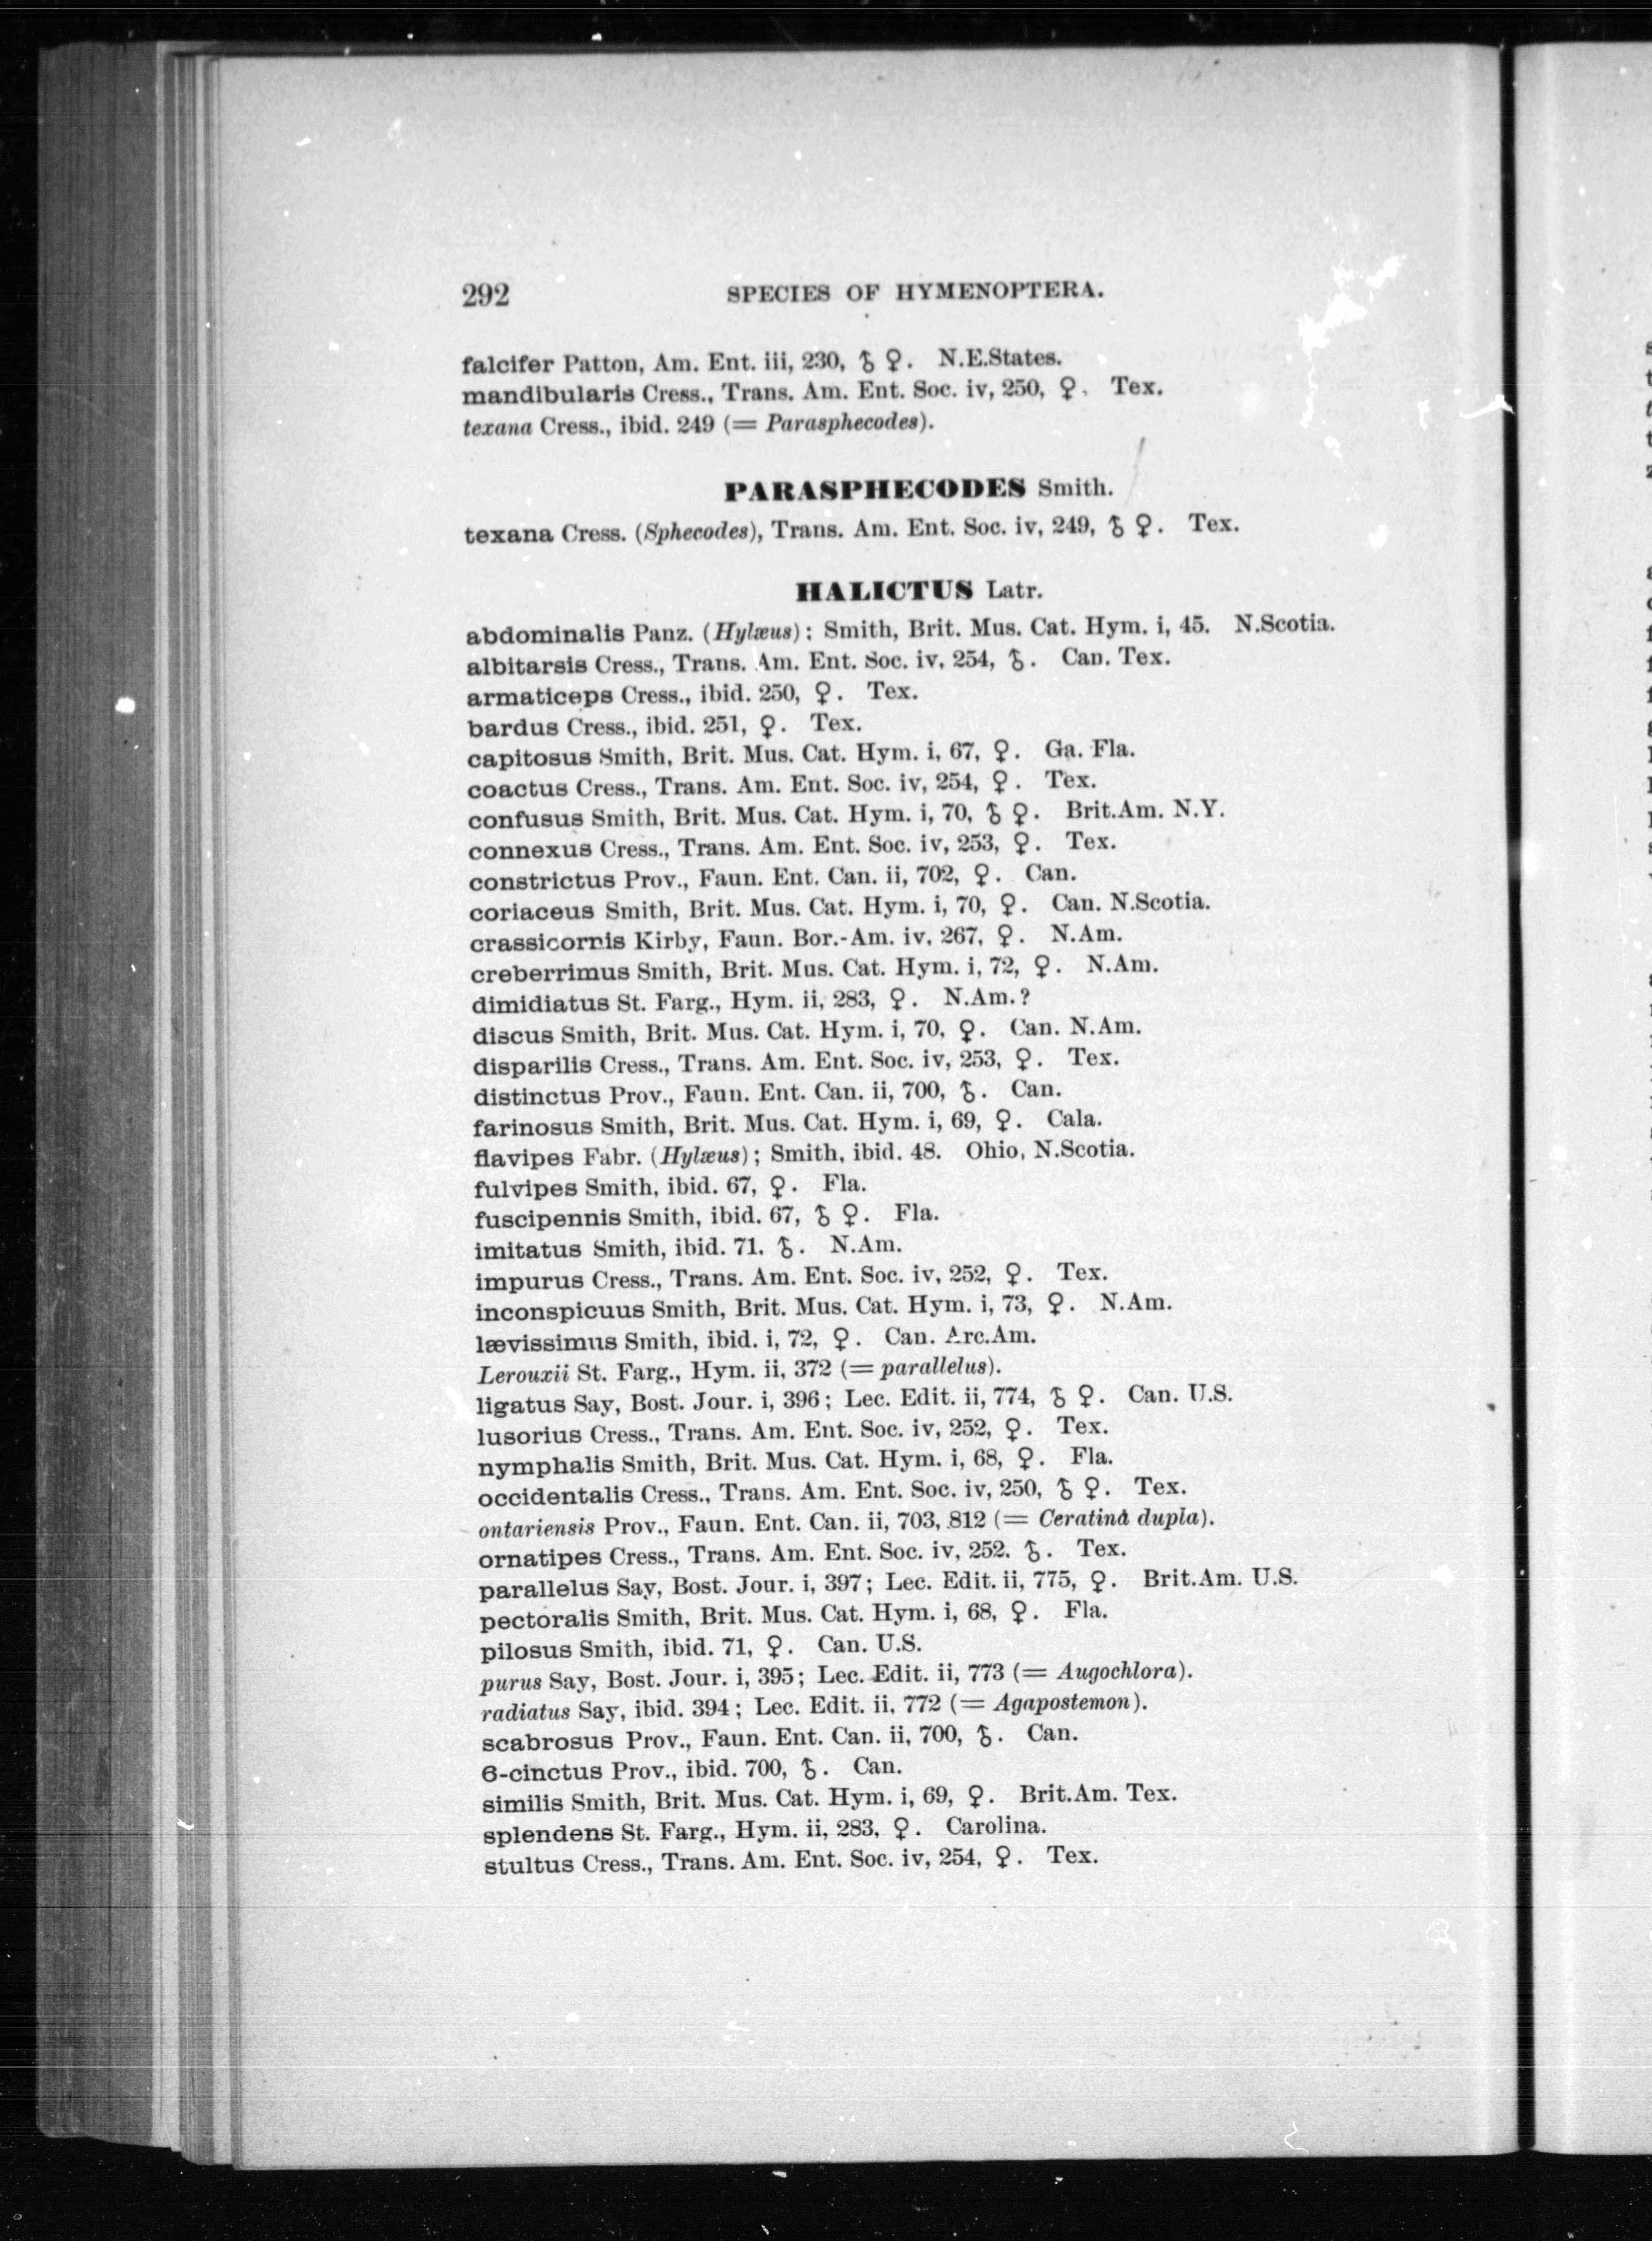 292 SPECIES OF HYMENOPTERA.
falcifer Patton, Am. Ent. iii, 230, ♂ ♀. N.E.States.
mandibularis Cress., Trans. Am. Ent. Soc. iv, 250, ♀. Tex.
texana Cress., ibid. 249 (= Parasphecodes).
PARASPHECODES Smith.
texana Cress. (Sphecodes), Trans. Am. Ent. Soc. iv, 249, ♂ ♀. Tex.
HALICTUS Latr.
abdominalis Panz. (Hylæus); Smith, Brit. Mus. Cat. Hym. i, 45. N.Scotia.
albitarsis Cress., Trans. Am. Ent. Soc. iv, 254, ♂. Can. Tex.
armaticeps Cress., ibid. 250, ♀. Tex.
bardus Cress., ibid. 251, ♀. Tex.
capitosus Smith, Brit. Mus. Cat. Hym. i, 67, ♀. Ga. Fla.
coactus Cress., Trans. Am. Ent. Soc. iv, 254, ♀. Tex.
confusus Smith, Brit. Mus. Cat. Hym. i, 70, ♂ ♀. Brit.Am. N.Y.
connexus Cress., Trans. Am. Ent. Soc. iv, 253, ♀. Tex.
constrictus Prov., Faun. Ent. Can. ii, 702, ♀. Can.
coriaceus Smith, Brit. Mus. Cat. Hym. i, 70, ♀. Can. N.Scotia.
crassicornis Kirby, Faun. Bor.-Am. iv, 267, ♀. N.Am.
creberrimus Smith, Brit. Mus. Cat. Hym. i, 72, ♀. N.Am.
dimidiatus St. Farg., Hym. ii, 283, ♀. N.Am.?
discus Smith, Brit. Mus. Cat. Hym. i, 70, ♀. Can. N.Am.
disparilis Cress., Trans. Am. Ent. Soc. iv, 253, ♀. Tex.
distinctus Prov., Faun. Ent. Can. ii, 700, ♂. Can.
farinosus Smith, Brit. Mus. Cat. Hym. i, 69, ♀. Cala.
flavipes Fabr. (Hylæus); Smith, ibid. 48. Ohio, N.Scotia.
fulvipes Smith, ibid. 67, ♀. Fla.
fuscipennis Smith, ibid. 67, ♂ ♀. Fla.
imitatus Smith, ibid. 71. ♂. N.Am.
impurus Cress., Trans. Am. Ent. Soc. iv, 252, ♀. Tex.
inconspicuus Smith, Brit. Mus. Cat. Hym. i, 73, ♀. N.Am.
lævissimus Smith, ibid. i, 72, ♀. Can. Arc.Am.
Lerouxii St. Farg., Hym. ii, 372 (= parallelus).
ligatus Say, Bost. Jour. i, 396; Lec. Edit. ii, 774, ♂ ♀. Can. U.S.
lusorius Cress., Trans. Am. Ent. Soc. iv, 252, ♀. Tex.
nymphalis Smith, Brit. Mus. Cat. Hym. i, 68, ♀. Fla.
occidentalis Cress., Trans. Am. Ent. Soc. iv, 250, ♂ ♀. Tex.
ontariensis Prov., Faun. Ent. Can. ii, 703, 812 (= Ceratina dupla).
ornatipes Cress., Trans. Am. Ent. Soc. iv, 252. ♂. Tex.
parallelus Say, Bost. Jour. i, 397; Lec. Edit. ii, 775, ♀. Brit.Am. U.S.
pectoralis Smith, Brit. Mus. Cat. Hym. i, 68, ♀. Fla.
pilosus Smith, ibid. 71, ♀. Can. U.S.
purus Say, Bost. Jour. i, 395; Lec. Edit. ii, 773 (= Augochlora).
radiatus Say, ibid. 394; Lec. Edit. ii, 772 (= Agapostemon).
scabrosus Prov., Faun. Ent. Can. ii, 700, ♂. Can.
6-cinctus Prov., ibid. 700, ♂. Can.
similis Smith, Brit. Mus. Cat. Hym. i, 69, ♀. Brit.Am. Tex.
splendens St. Farg., Hym. ii, 283, ♀. Carolina.
stultus Cress., Trans. Am. Ent. Soc. iv, 254, ♀. Tex.